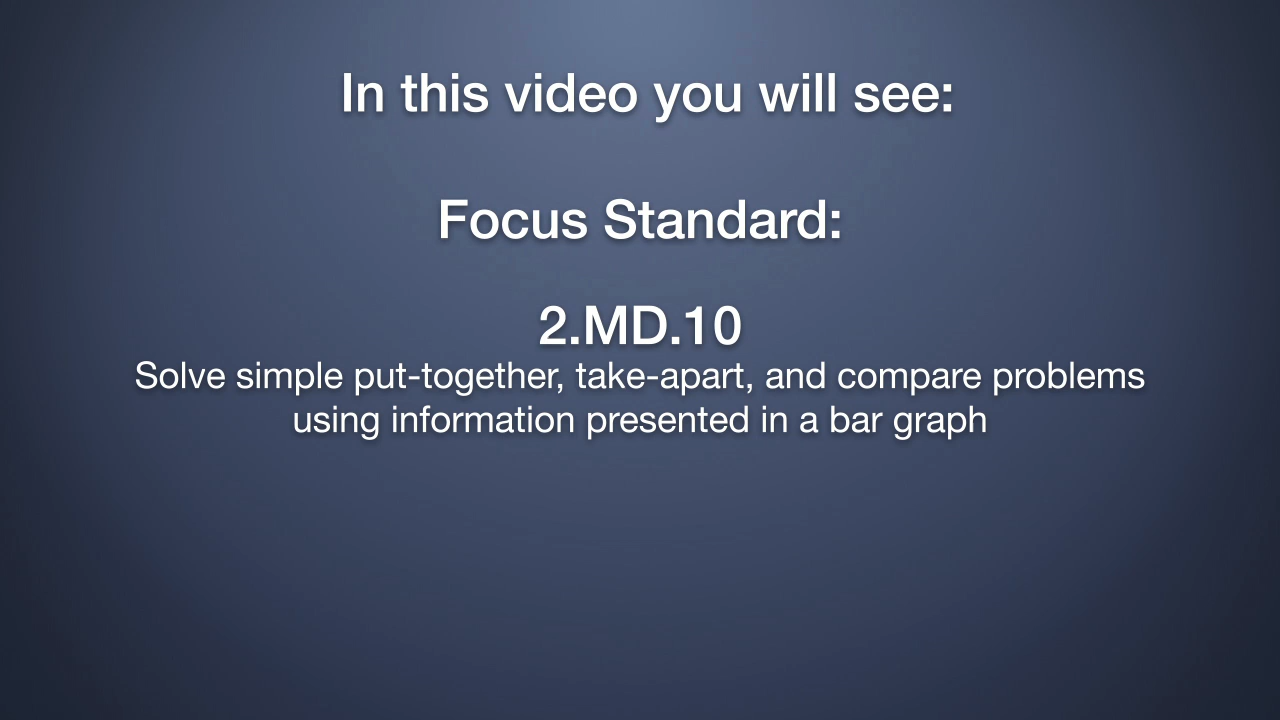 In this video you will see:
Focus Standard:
2.MD.10
Solve simple put-together, take-apart, and compare problems
using information presented in a bar graph